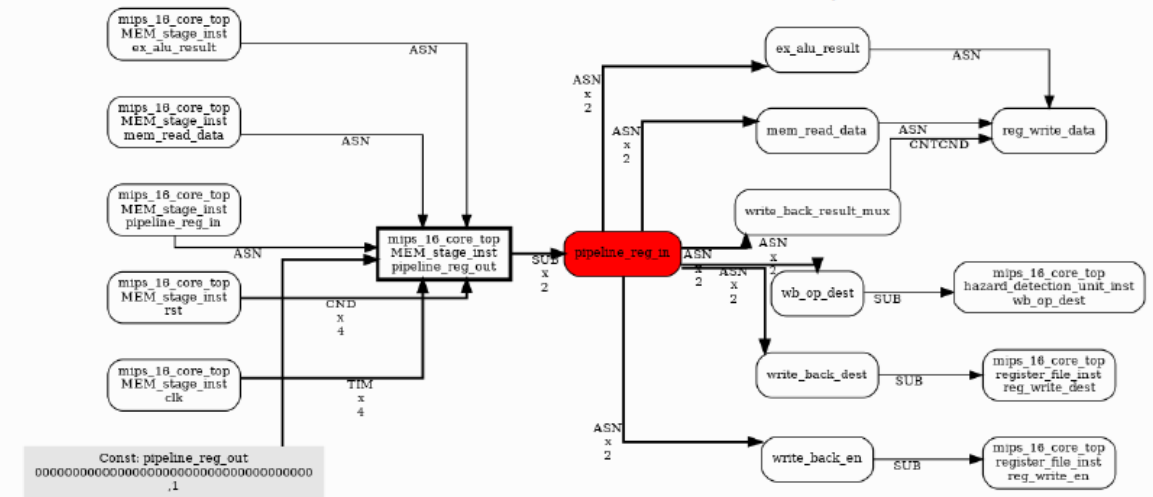 mips_16_core_top
MEM_stage_inst
ex_alu_result
ASN
mips_16_core_top
MEM_stage_inst
mem_read_data
ASN
mips_16_core_top
MEM_stage_inst
pipeline_reg_in
ASN
mips_16_core_top
MEM_stage_inst
rst
CND
x
4
mips_16_core_top
MEM_stage_inst
clk
TIM
x
4
Const: pipeline_reg_out
,1
mips_16_core_top
MEM_stage_inst
pipeline_reg_out
SUB
x
2
pipeline_reg_in
ASN
x
2
ex_alu_result
ASN
ASN
x
2
mem_read_data
ASN
reg_write_data
CNTCND
write_back_result_mux
ASN
x
2
ASN
x
2
wb_op_dest
SUB
mips_16_core_top
hazard_detection_unit_inst
wb_op_dest
ASN
x
2
write_back_dest
SUB
mips_16_core_top
register_file_inst
reg_write_dest
ASN
x
2
write_back_en
SUB
mips_16_core_top
register_file_inst
reg_write_en